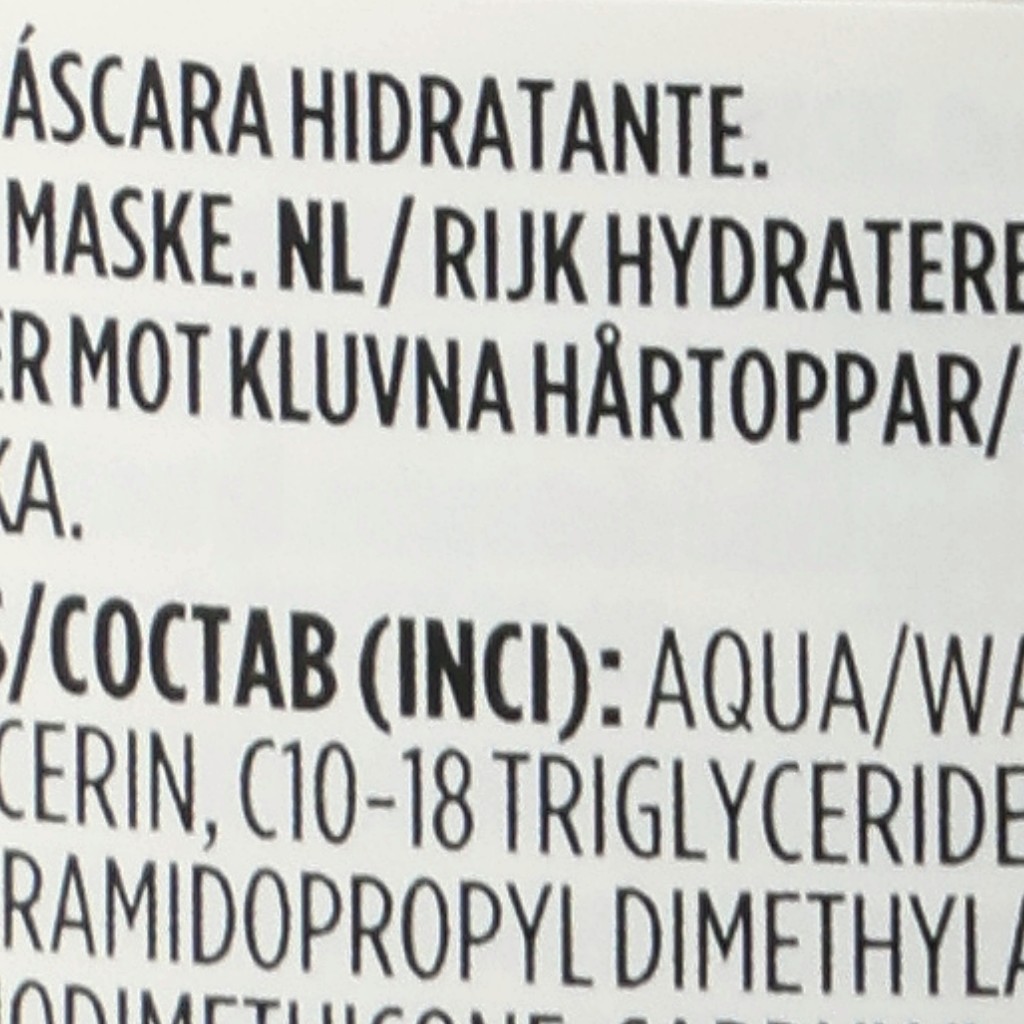 ÁSCARA HIDRATANTE.
MASKE. NL / RIJK HYDRATERE
ER MOT KLUVNA HÅRTOPPAR/
KA.
S/СОСТАВ (INCI): AQUA/WA
CERIN, C10-18 TRIGLYCERIDE
RAMIDOPROPYL DIMETHYLA